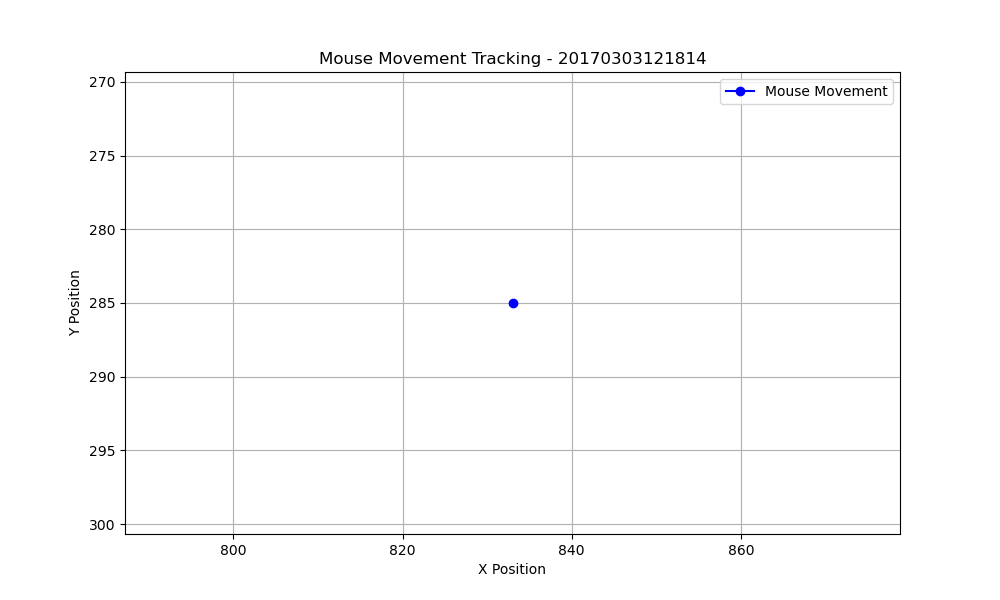 Mouse Movement Tracking - 20170303121814
Mouse Movement
270
275
280
285
290
295
300
Y Position
800 820 840 860
X Position